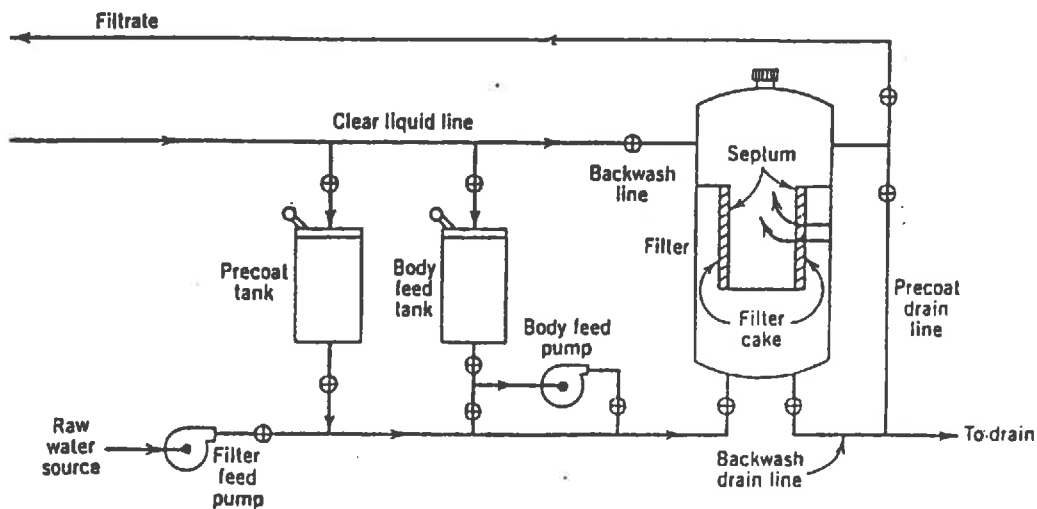 Filtrate
Clear liquid line
Backwash
line
Septum
Filter
Precoat
tank
Body
feed
tank
Body feed
pump
Filter
cake
Precoat
drain
line
Raw
water
source
Filter
feed
pump
Backwash
drain line
To drain